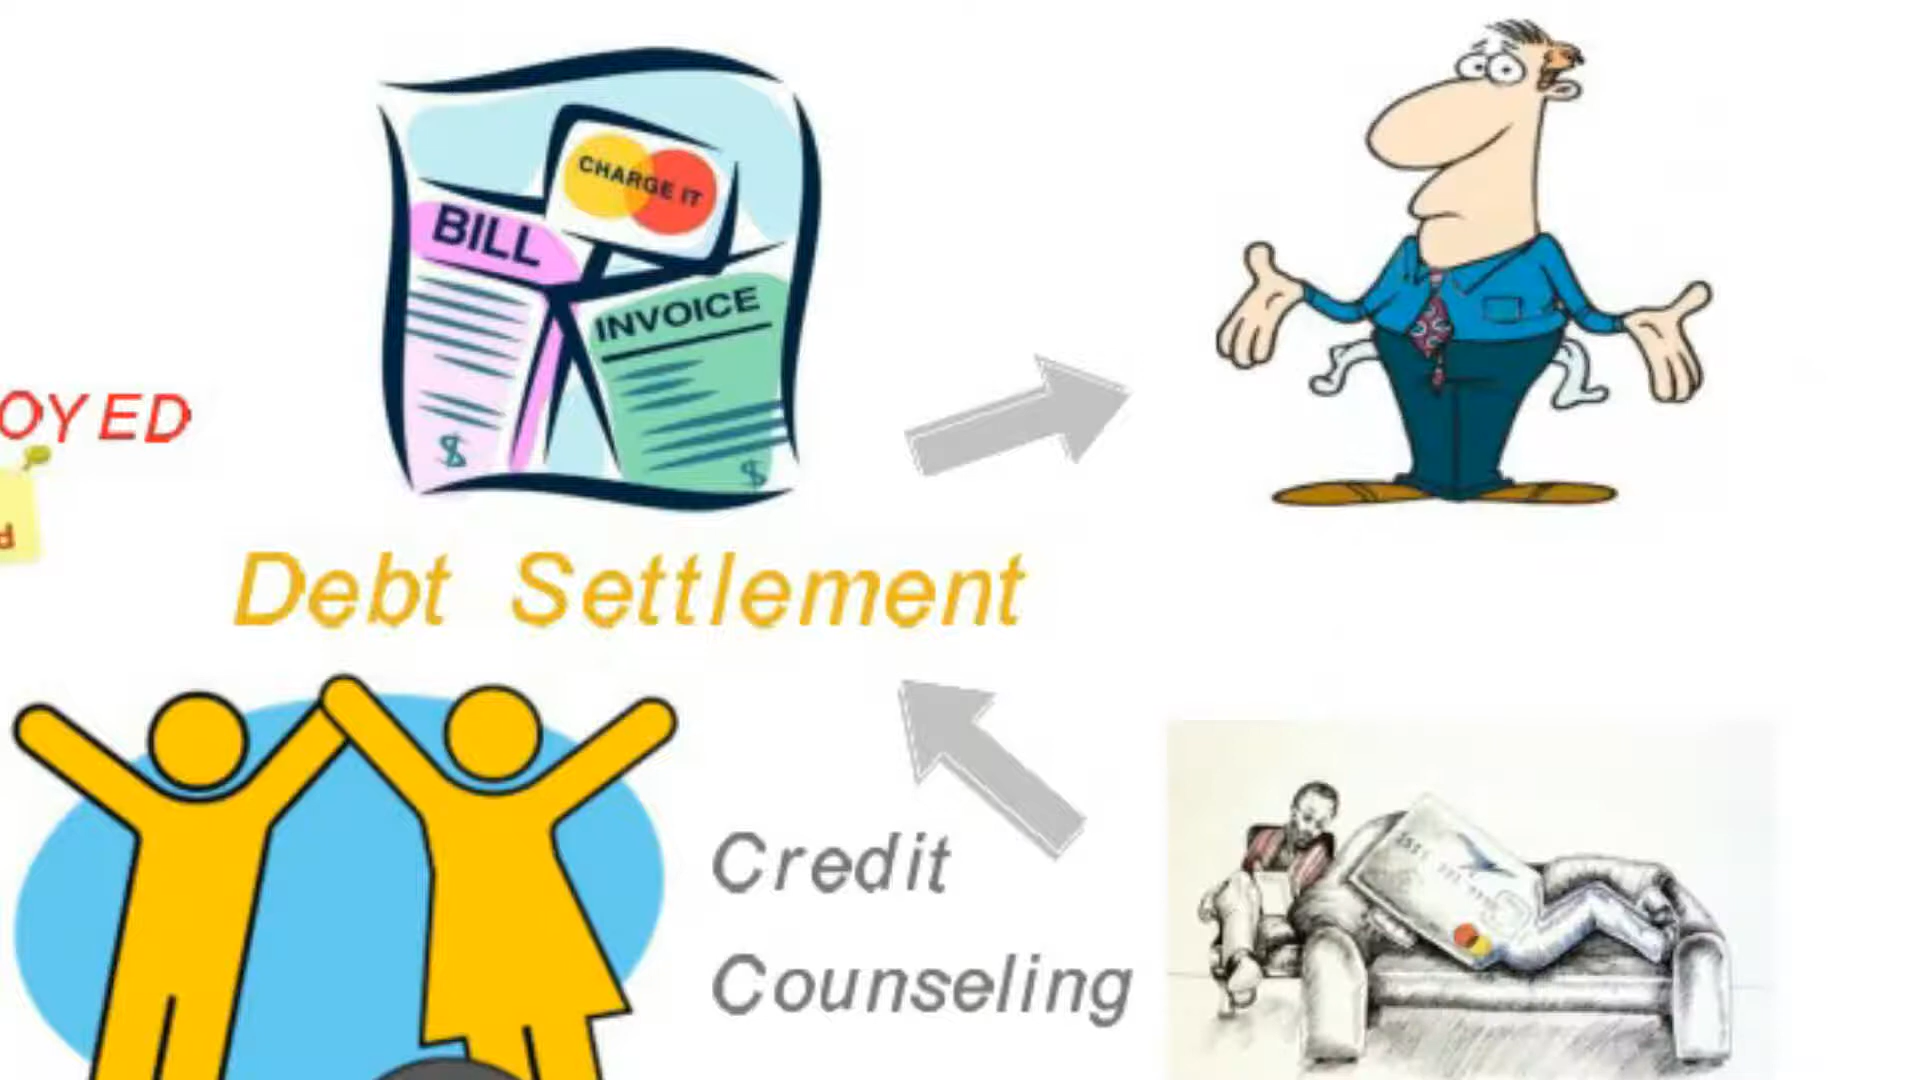 CHARGE IT
BILL
INVOICE
OYED
$
$
d
Debt Settlement
Credit
Counseling